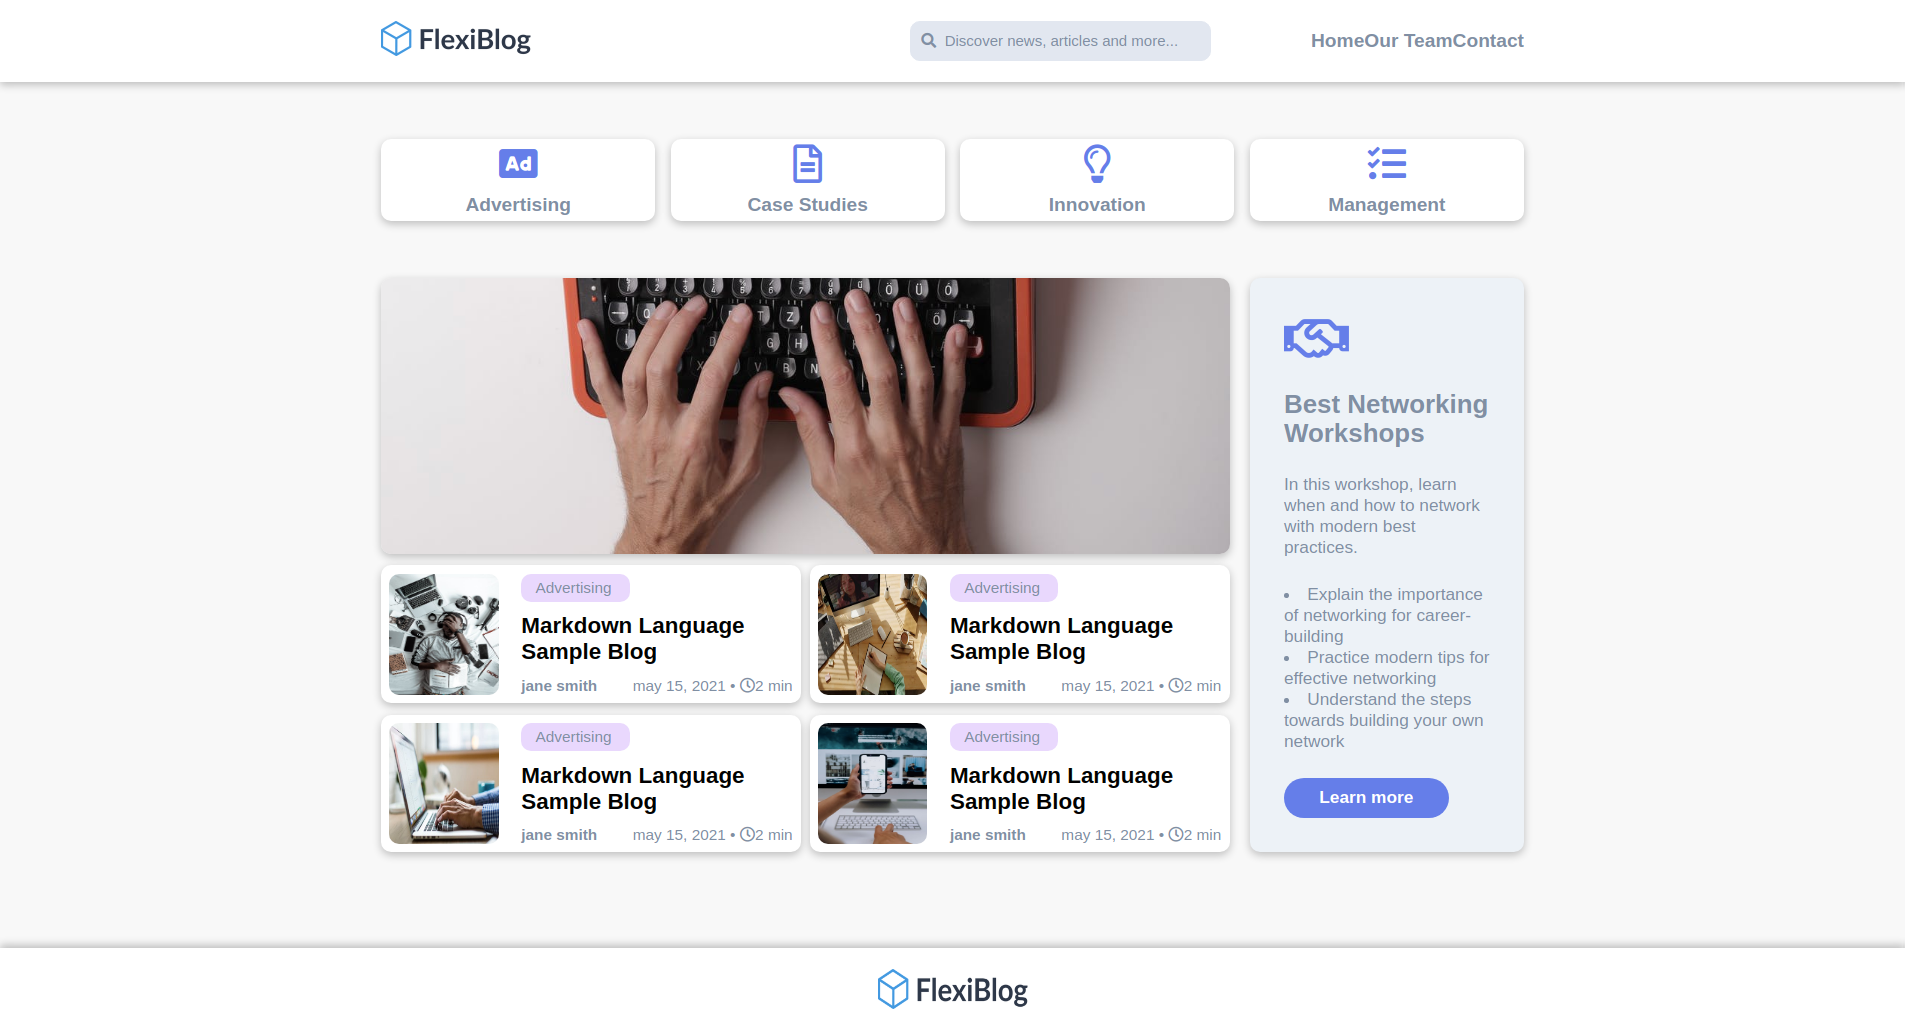 FlexiBlog
Discover news, articles and more...
HomeOur TeamContact
Ad
Advertising
Case Studies
Innovation
Management
T Z
G H
V B N
Ö Ü Ó
Best Networking
Workshops
In this workshop, learn
when and how to network
with modern best
practices.
• Explain the importance
of networking for career-
building
• Practice modern tips for
effective networking
• Understand the steps
towards building your own
network
Learn more
Advertising
Markdown Language
Sample Blog
jane smith may 15, 2021 • 2 min
Advertising
Markdown Language
Sample Blog
jane smith may 15, 2021 • 2 min
Advertising
Markdown Language
Sample Blog
jane smith may 15, 2021 • 2 min
Advertising
Markdown Language
Sample Blog
jane smith may 15, 2021 • 2 min
FlexiBlog